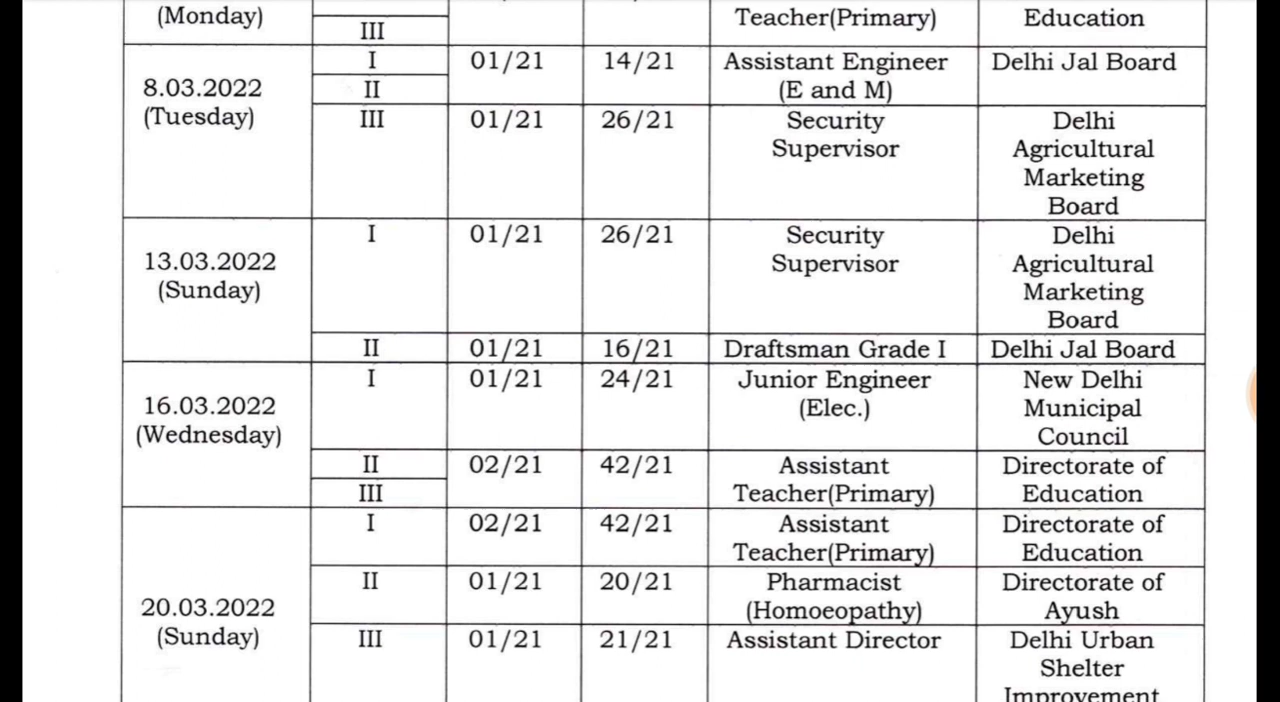 (Monday)
III
Teacher(Primary)
Education
8.03.2022
(Tuesday)
I
II
01/21
14/21
Assistant Engineer
(E and M)
Delhi Jal Board
III
01/21
26/21
Security
Supervisor
Delhi
Agricultural
Marketing
Board
13.03.2022
(Sunday)
I
01/21
26/21
Security
Supervisor
Delhi
Agricultural
Marketing
Board
II
01/21
16/21
Draftsman Grade I
Delhi Jal Board
16.03.2022
(Wednesday)
I
01/21
24/21
Junior Engineer
(Elec.)
New Delhi
Municipal
Council
II
III
02/21
42/21
Assistant
Teacher(Primary)
Directorate of
Education
20.03.2022
(Sunday)
I
02/21
42/21
Assistant
Teacher(Primary)
Directorate of
Education
II
01/21
20/21
Pharmacist
(Homoeopathy)
Directorate of
Ayush
III
01/21
21/21
Assistant Director
Delhi Urban
Shelter
Improvement